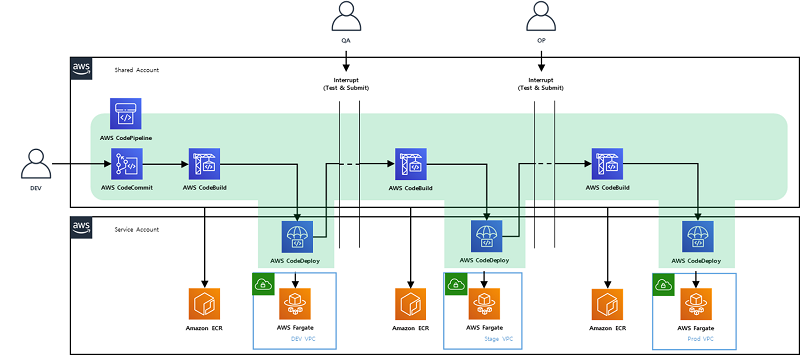 QA
OP
Interrupt
(Test & Submit)
Interrupt
(Test & Submit)
aws
Shared Account
AWS CodePipeline
DEV
AWS CodeCommit
AWS CodeBuild
AWS CodeBuild
AWS CodeBuild
aws
Service Account
AWS CodeDeploy
AWS CodeDeploy
AWS CodeDeploy
Amazon ECR
AWS Fargate
DEV VPC
Amazon ECR
AWS Fargate
Stage VPC
Amazon ECR
AWS Fargate
Prod VPC